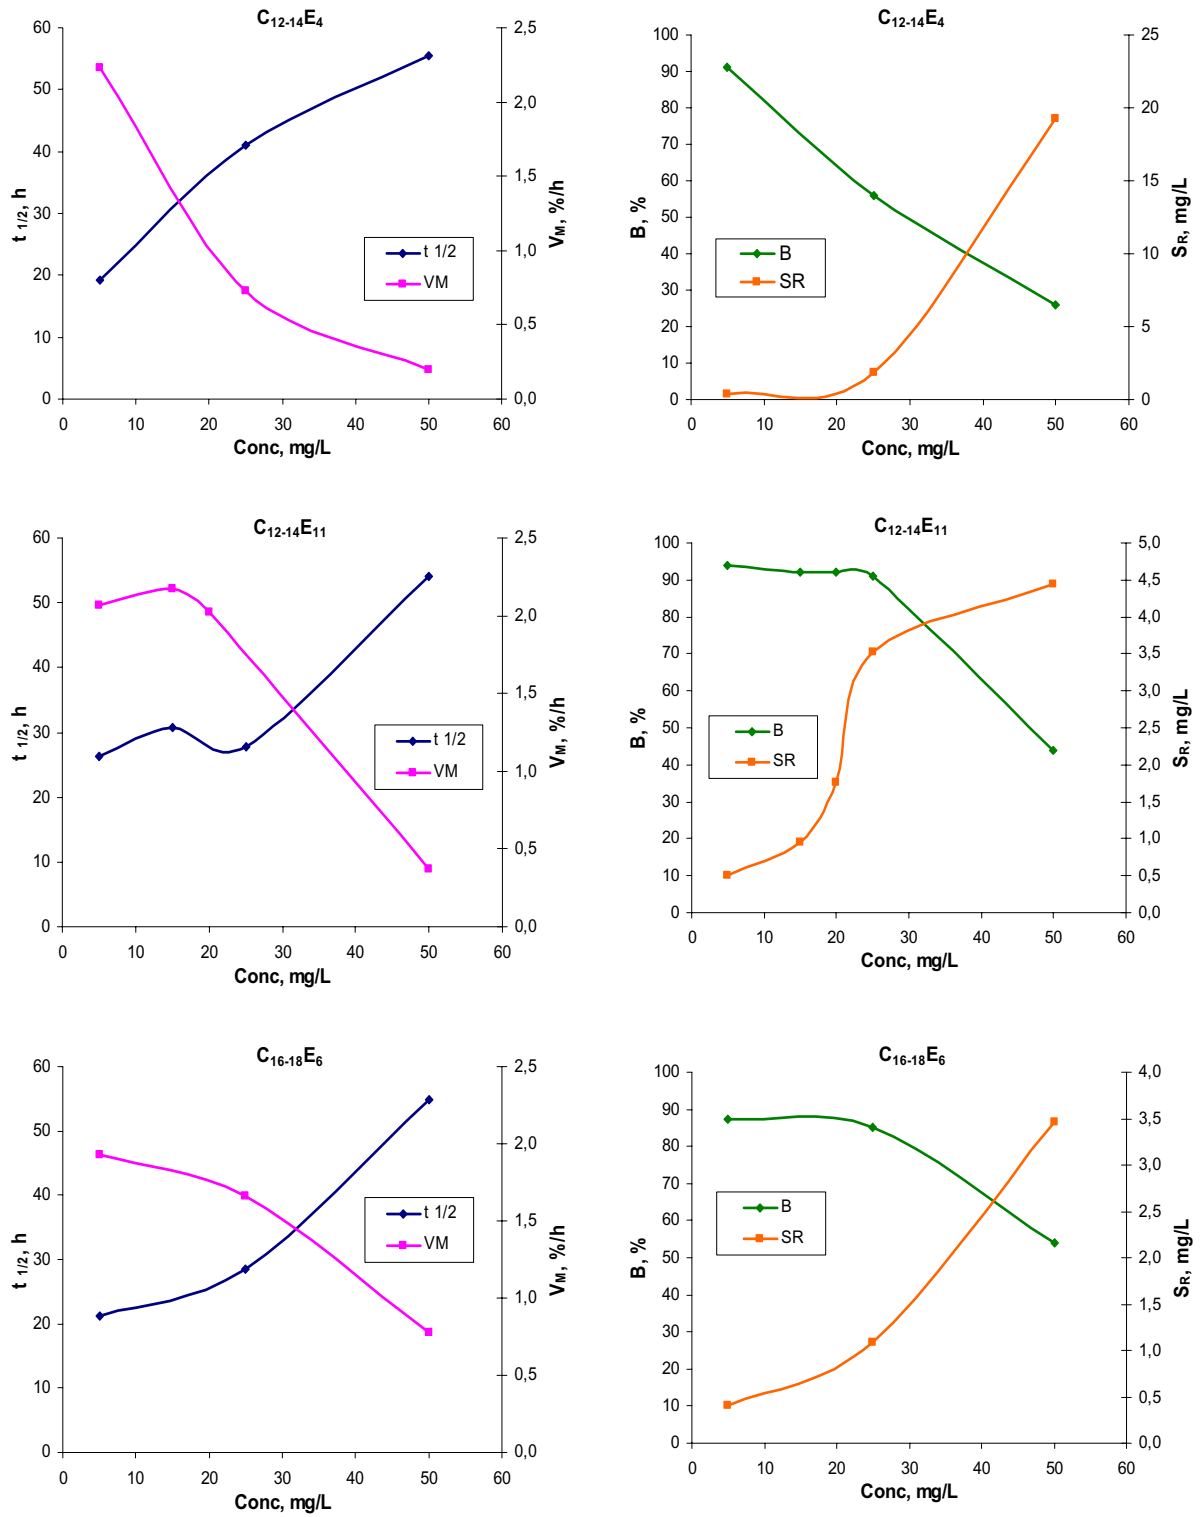 C12-14E4
60
50
40
30
20
10
0
2,5
2,0
1,5
1,0
0,5
0,0
t 1/2, h
VM, %/h
t 1/2
VM
0 10 20 30 40 50 60
Conc, mg/L
C12-14E4
100
90
80
70
60
50
40
30
20
10
0
25
20
15
10
5
0
B, %
SR, mg/L
B
SR
0 10 20 30 40 50 60
Conc, mg/L
C12-14E11
60
50
40
30
20
10
0
2,5
2,0
1,5
1,0
0,5
0,0
t 1/2, h
VM, %/h
t 1/2
VM
0 10 20 30 40 50 60
Conc, mg/L
C12-14E11
100
90
80
70
60
50
40
30
20
10
0
5,0
4,5
4,0
3,5
3,0
2,5
2,0
1,5
1,0
0,5
0,0
B, %
SR, mg/L
B
SR
0 10 20 30 40 50 60
Conc, mg/L
C16-18E6
60
50
40
30
20
10
0
2,5
2,0
1,5
1,0
0,5
0,0
t 1/2, h
VM, %/h
t 1/2
VM
0 10 20 30 40 50 60
Conc, mg/L
C16-18E6
100
90
80
70
60
50
40
30
20
10
0
4,0
3,5
3,0
2,5
2,0
1,5
1,0
0,5
0,0
B, %
SR, mg/L
B
SR
0 10 20 30 40 50 60
Conc, mg/L